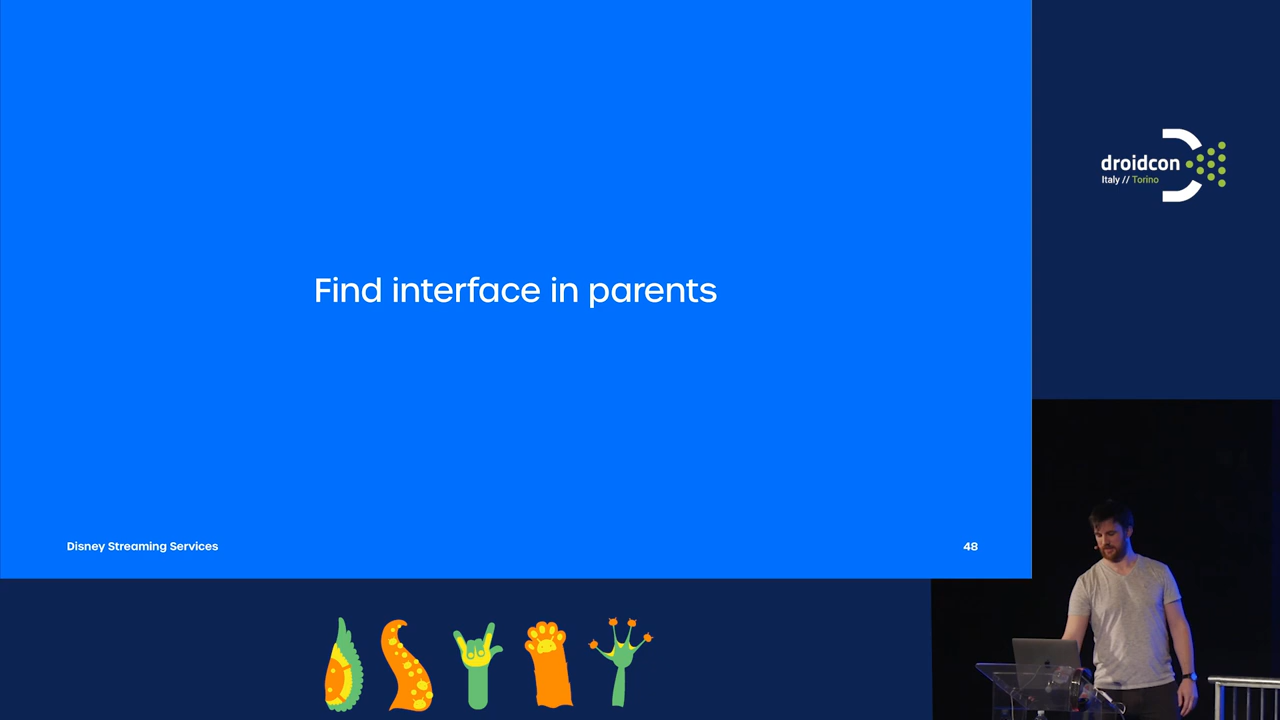 Find interface in parents
Disney Streaming Services
48
droidcon
Italy // Torino